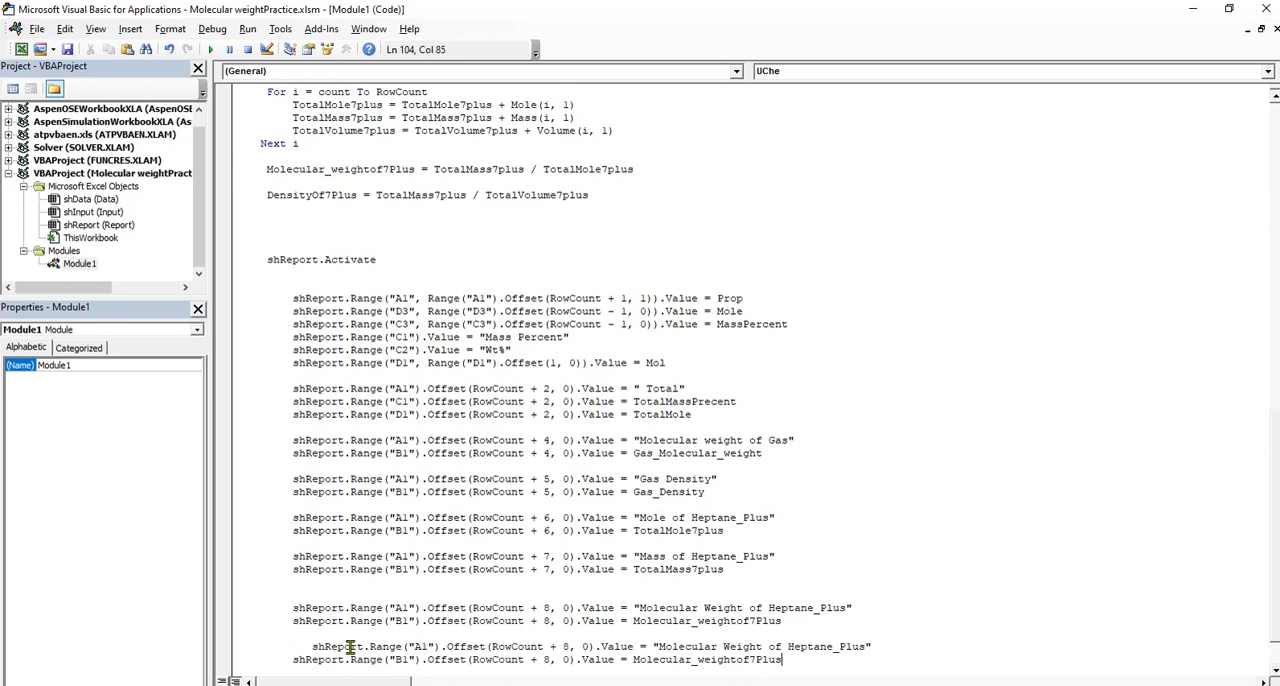 Microsoft Visual Basic for Applications - Molecular weightPractice.xlsm - [Module1 (Code)]
File Edit View Insert Format Debug Run Tools Add-Ins Window Help
Ln 104, Col 85
Project - VBAProject
(General)
UChe
AspenOSEWorkbookXLA (AspenOSE
AspenSimulationWorkbookXLA (As
atpvbaen.xls (ATPVBAEN.XLAM)
Solver (SOLVER.XLAM)
VBAProject (FUNCRES.XLAM)
VBAProject (Molecular weightPract
Microsoft Excel Objects
shData (Data)
shInput (Input)
shReport (Report)
ThisWorkbook
Modules
Module1
Properties - Module1
Module1 Module
Alphabetic Categorized
(Name) Module1
For i = count To RowCount
TotalMole7plus = TotalMole7plus + Mole(i, 1)
TotalMass7plus = TotalMass7plus + Mass(i, 1)
TotalVolume7plus = TotalVolume7plus + Volume(i, 1)
Next i
Molecular_weightof7Plus = TotalMass7plus / TotalMole7plus
DensityOf7Plus = TotalMass7plus / TotalVolume7plus
shReport.Activate
shReport.Range("A1", Range("A1").Offset(RowCount + 1, 1)).Value = Prop
shReport.Range("D3", Range("D3").Offset(RowCount - 1, 0)).Value = Mole
shReport.Range("C3", Range("C3").Offset(RowCount - 1, 0)).Value = MassPercent
shReport.Range("C1").Value = "Mass Percent"
shReport.Range("C2").Value = "Wt%"
shReport.Range("D1", Range("D1").Offset(1, 0)).Value = Mol
shReport.Range("A1").Offset(RowCount + 2, 0).Value = " Total"
shReport.Range("C1").Offset(RowCount + 2, 0).Value = TotalMassPrecent
shReport.Range("D1").Offset(RowCount + 2, 0).Value = TotalMole
shReport.Range("A1").Offset(RowCount + 4, 0).Value = "Molecular weight of Gas"
shReport.Range("B1").Offset(RowCount + 4, 0).Value = Gas_Molecular_weight
shReport.Range("A1").Offset(RowCount + 5, 0).Value = "Gas Density"
shReport.Range("B1").Offset(RowCount + 5, 0).Value = Gas_Density
shReport.Range("A1").Offset(RowCount + 6, 0).Value = "Mole of Heptane_Plus"
shReport.Range("B1").Offset(RowCount + 6, 0).Value = TotalMole7plus
shReport.Range("A1").Offset(RowCount + 7, 0).Value = "Mass of Heptane_Plus"
shReport.Range("B1").Offset(RowCount + 7, 0).Value = TotalMass7plus
shReport.Range("A1").Offset(RowCount + 8, 0).Value = "Molecular Weight of Heptane_Plus"
shReport.Range("B1").Offset(RowCount + 8, 0).Value = Molecular_weightof7Plus
shReport.Range("A1").Offset(RowCount + 8, 0).Value = "Molecular Weight of Heptane_Plus"
shReport.Range("B1").Offset(RowCount + 8, 0).Value = Molecular_weightof7Plus